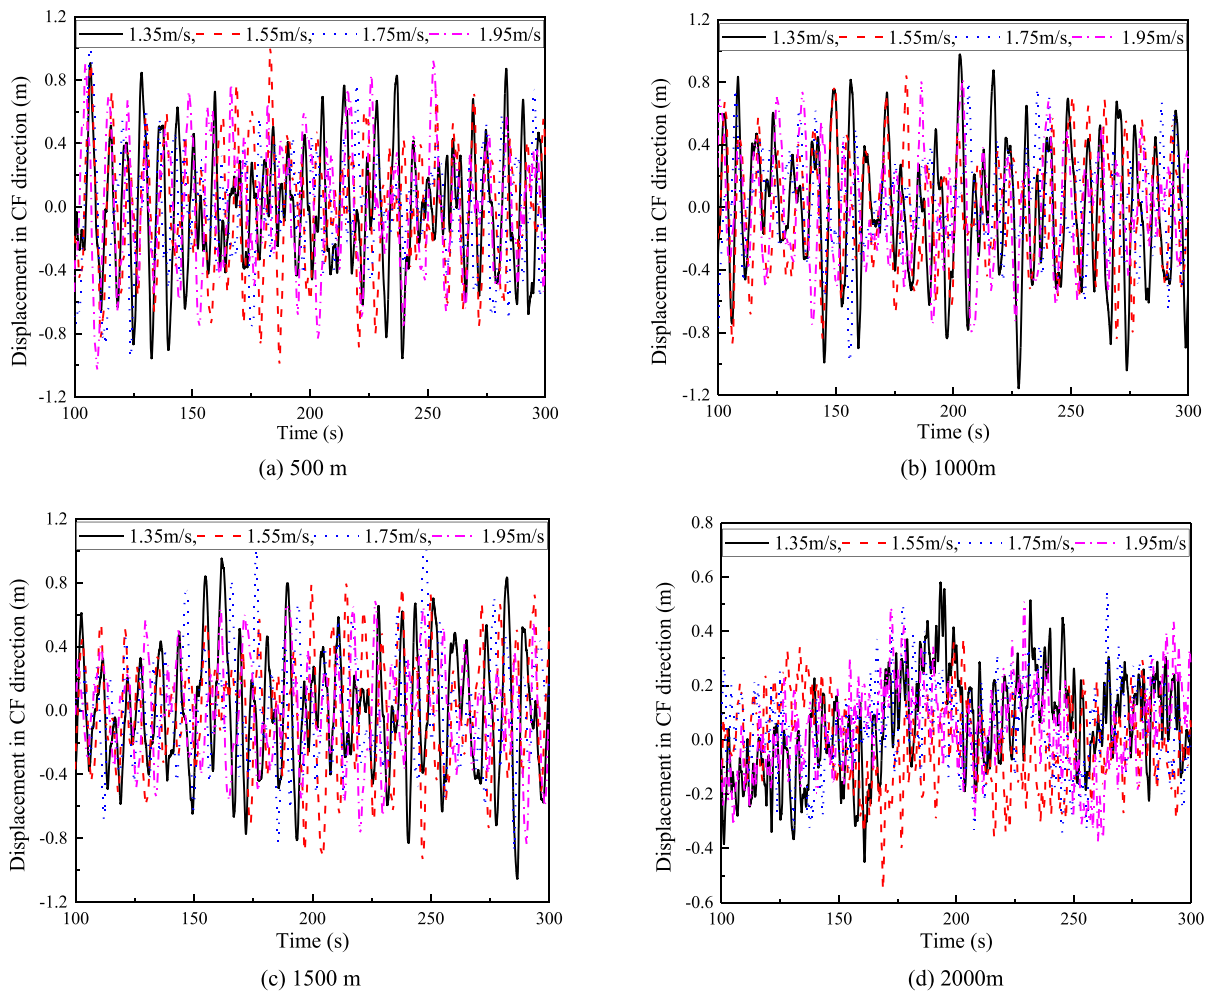 1.35m/s, 1.55m/s, 1.75m/s, 1.95m/s
Displacement in CF direction (m)
1.2
0.8
0.4
0.0
-0.4
-0.8
-1.2
100 150 200 250 300
Time (s)
(a) 500 m
1.35m/s, 1.55m/s, 1.75m/s, 1.95m/s
Displacement in CF direction (m)
1.2
0.8
0.4
0.0
-0.4
-0.8
-1.2
100 150 200 250 300
Time (s)
(b) 1000m
1.35m/s, 1.55m/s, 1.75m/s, 1.95m/s
Displacement in CF direction (m)
1.2
0.8
0.4
0.0
-0.4
-0.8
-1.2
100 150 200 250 300
Time (s)
(c) 1500 m
1.35m/s, 1.55m/s, 1.75m/s, 1.95m/s
Displacement in CF direction (m)
0.8
0.6
0.4
0.2
0.0
-0.2
-0.4
-0.6
100 150 200 250 300
Time (s)
(d) 2000m